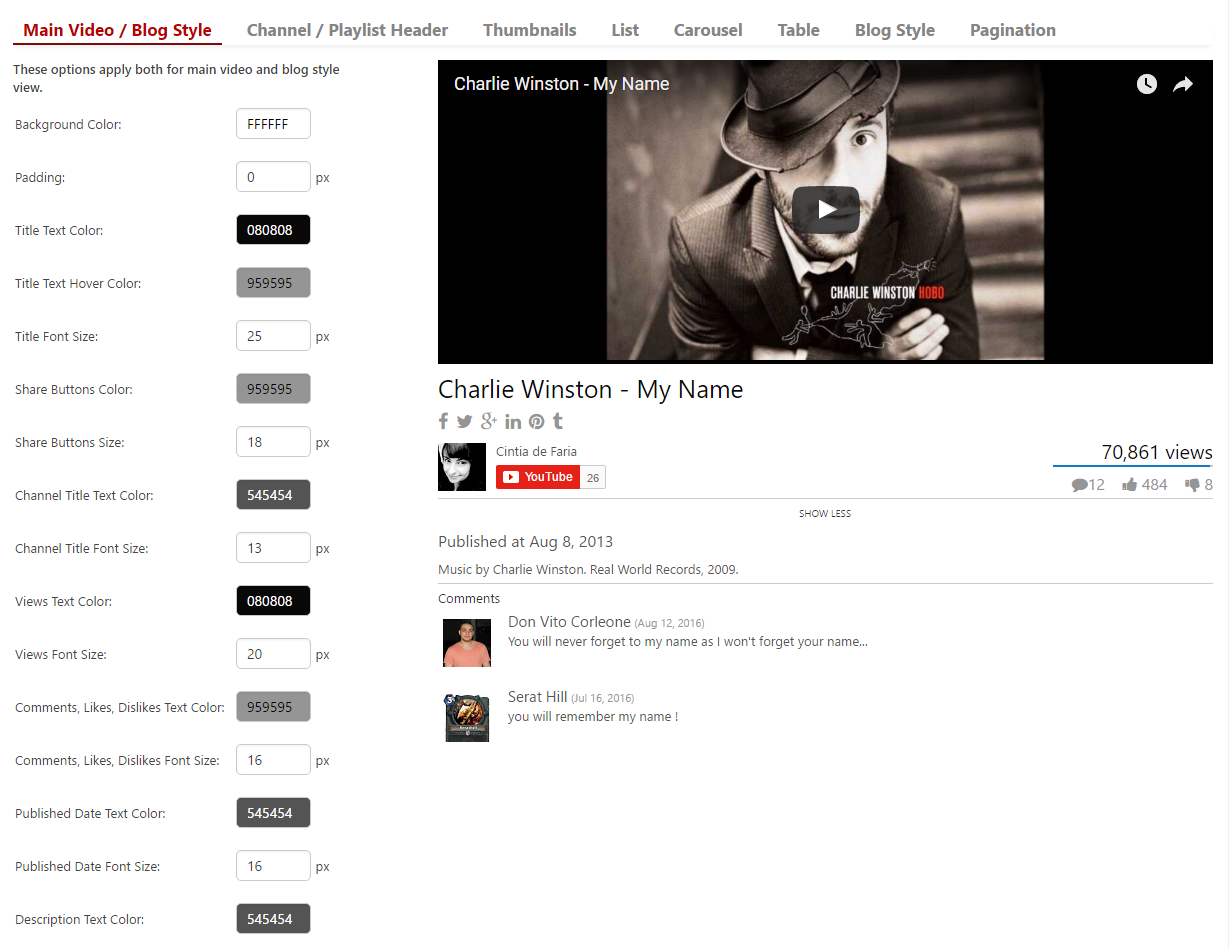 Main Video / Blog Style
Channel / Playlist Header
Thumbnails
List
Carousel
Table
Blog Style
Pagination
These options apply both for main video and blog style
view.
Background Color: FFFFFF
Padding: 0 px
Title Text Color: 080808
Title Text Hover Color: 959595
Title Font Size: 25 px
Share Buttons Color: 959595
Share Buttons Size: 18 px
Channel Title Text Color: 545454
Channel Title Font Size: 13 px
Views Text Color: 080808
Views Font Size: 20 px
Comments, Likes, Dislikes Text Color: 959595
Comments, Likes, Dislikes Font Size: 16 px
Published Date Text Color: 545454
Published Date Font Size: 16 px
Description Text Color: 545454
Charlie Winston - My Name
CHARLIE WINSTON HOBO
Charlie Winston - My Name
Cintia de Faria
YouTube 26
70,861 views
12 484 8
SHOW LESS
Published at Aug 8, 2013
Music by Charlie Winston. Real World Records, 2009.
Comments
Don Vito Corleone (Aug 12, 2016)
You will never forget to my name as I won't forget your name...
Serat Hill (Jul 16, 2016)
you will remember my name !